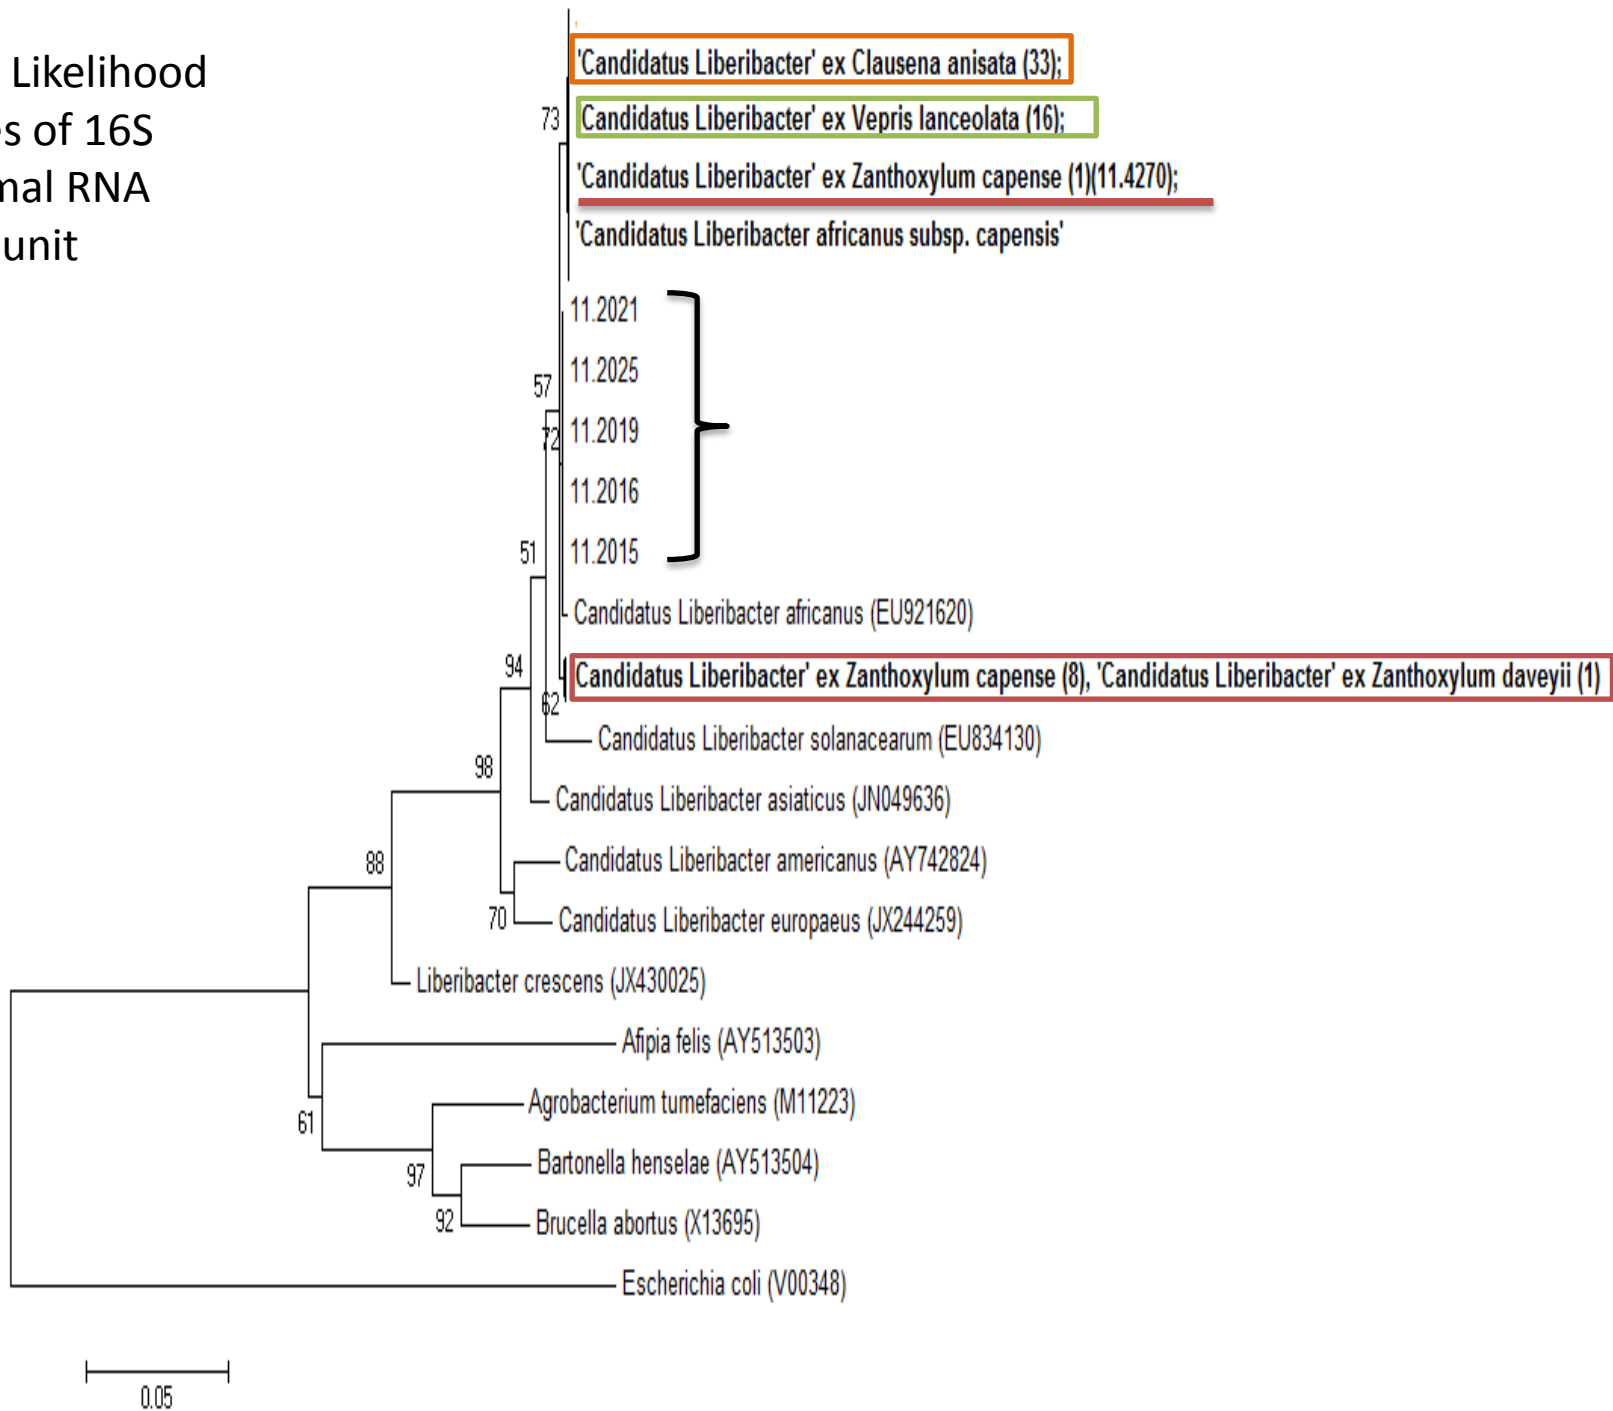 Likelihood
es of 16S
mal RNA
unit
'Candidatus Liberibacter' ex Clausena anisata (33);
Candidatus Liberibacter' ex Vepris lanceolata (16);
73
'Candidatus Liberibacter' ex Zanthoxylum capense (1)(11.4270);
'Candidatus Liberibacter africanus subsp. capensis'
11.2021
11.2025
57
72
11.2019
11.2016
51
11.2015
Candidatus Liberibacter africanus (EU921620)
94
Candidatus Liberibacter' ex Zanthoxylum capense (8), 'Candidatus Liberibacter' ex Zanthoxylum daveyii (1)
62
Candidatus Liberibacter solanacearum (EU834130)
98
Candidatus Liberibacter asiaticus (JN049636)
88
Candidatus Liberibacter americanus (AY742824)
70
Candidatus Liberibacter europaeus (JX244259)
Liberibacter crescens (JX430025)
Afipia felis (AY513503)
Agrobacterium tumefaciens (M11223)
61
Bartonella henselae (AY513504)
97
92
Brucella abortus (X13695)
Escherichia coli (V00348)
0.05